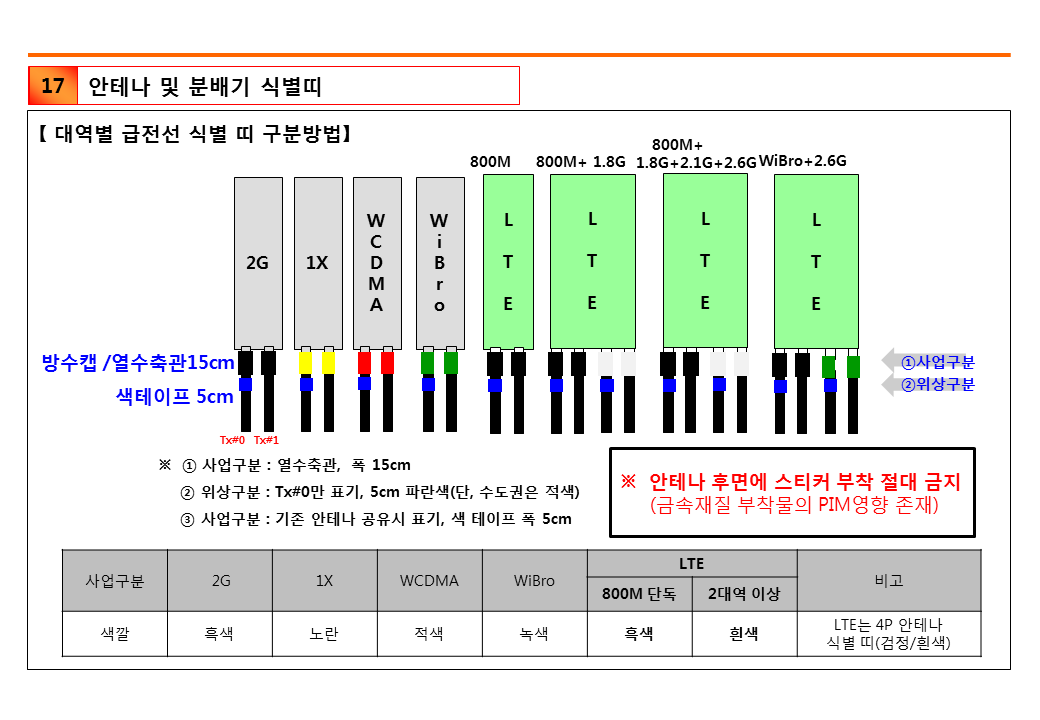 17 안테나 및 분배기 식별띠
【 대역별 급전선 식별 띠 구분방법】
800M
800M+ 1.8G
800M+
1.8G+2.1G+2.6G
WiBro+2.6G
2G
1X
WCDMA
WiBro
LTE
LTE
LTE
LTE
방수캡 /열수축관15cm
색테이프 5cm
①사업구분
②위상구분
Tx#0 Tx#1
※ ① 사업구분 : 열수축관, 폭 15cm
② 위상구분 : Tx#0만 표기, 5cm 파란색(단, 수도권은 적색)
③ 사업구분 : 기존 안테나 공유시 표기, 색 테이프 폭 5cm
※ 안테나 후면에 스티커 부착 절대 금지
(금속재질 부착물의 PIM영향 존재)
사업구분 2G 1X WCDMA WiBro LTE 비고
800M 단독 2대역 이상
색깔 흑색 노란 적색 녹색 흑색 흰색 LTE는 4P 안테나
식별 띠(검정/흰색)